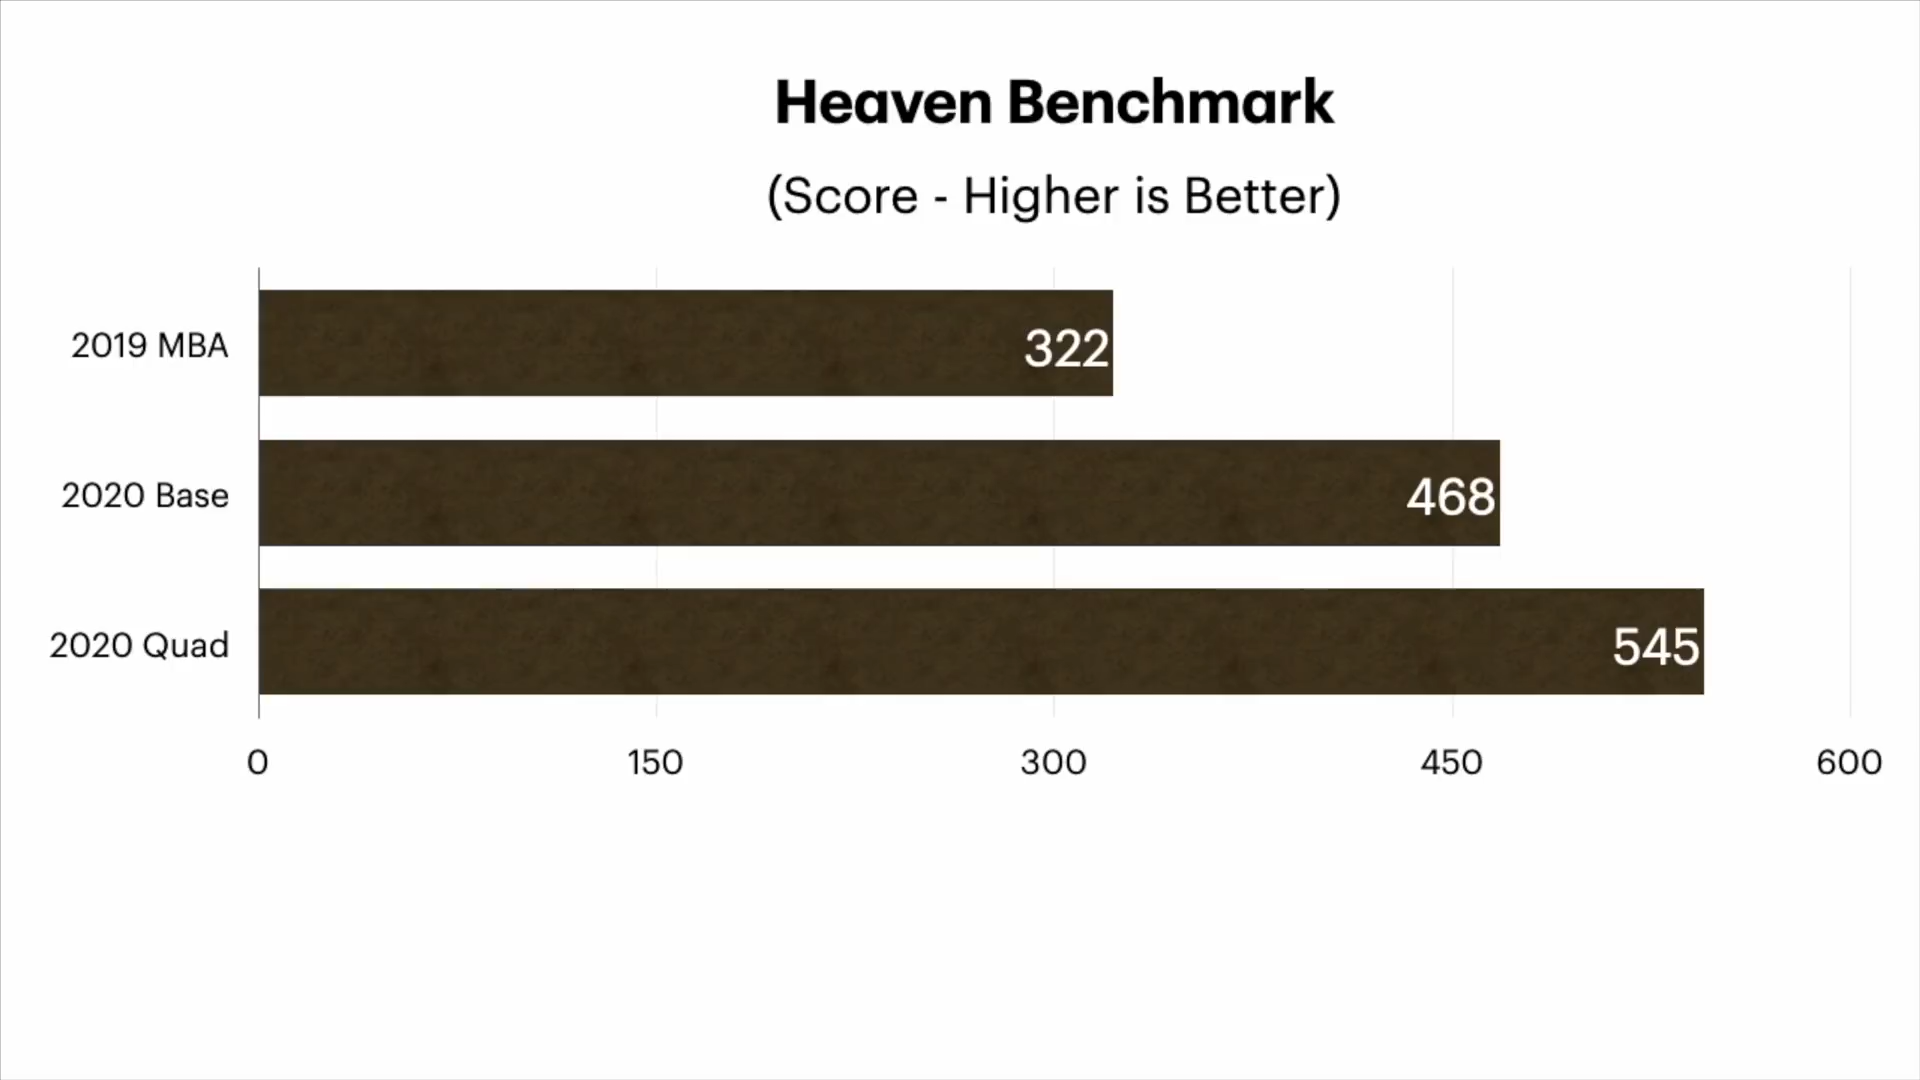 Heaven Benchmark
(Score - Higher is Better)
2019 MBA
322
2020 Base
468
2020 Quad
545
0 150 300 450 600